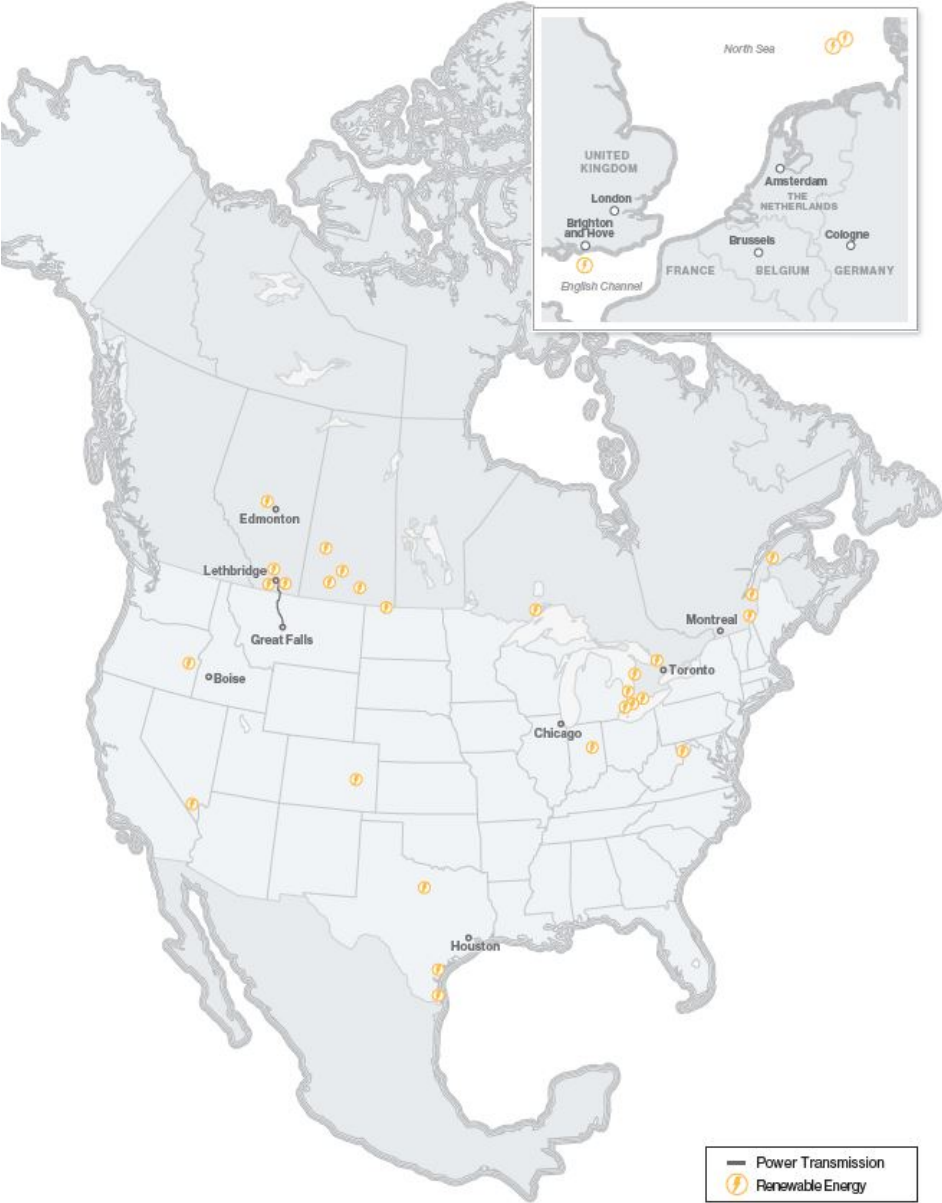 North Sea
UNITED
KINGDOM
Amsterdam
THE
NETHERLANDS
London
Brighton
and Hove
Brussels
Cologne
FRANCE
BELGIUM
GERMANY
English Channel
Edmonton
Lethbridge
Great Falls
Montreal
Toronto
Boise
Chicago
Houston
Power Transmission
Renewable Energy